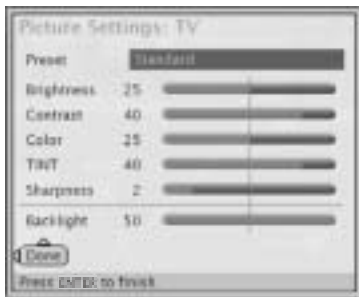 Picture Settings: TV
Preset Standard
Brightness 25
Contrast 40
Color 25
TINT 40
Sharpness 2
Backlight 50
Done
Press ENTER to finish